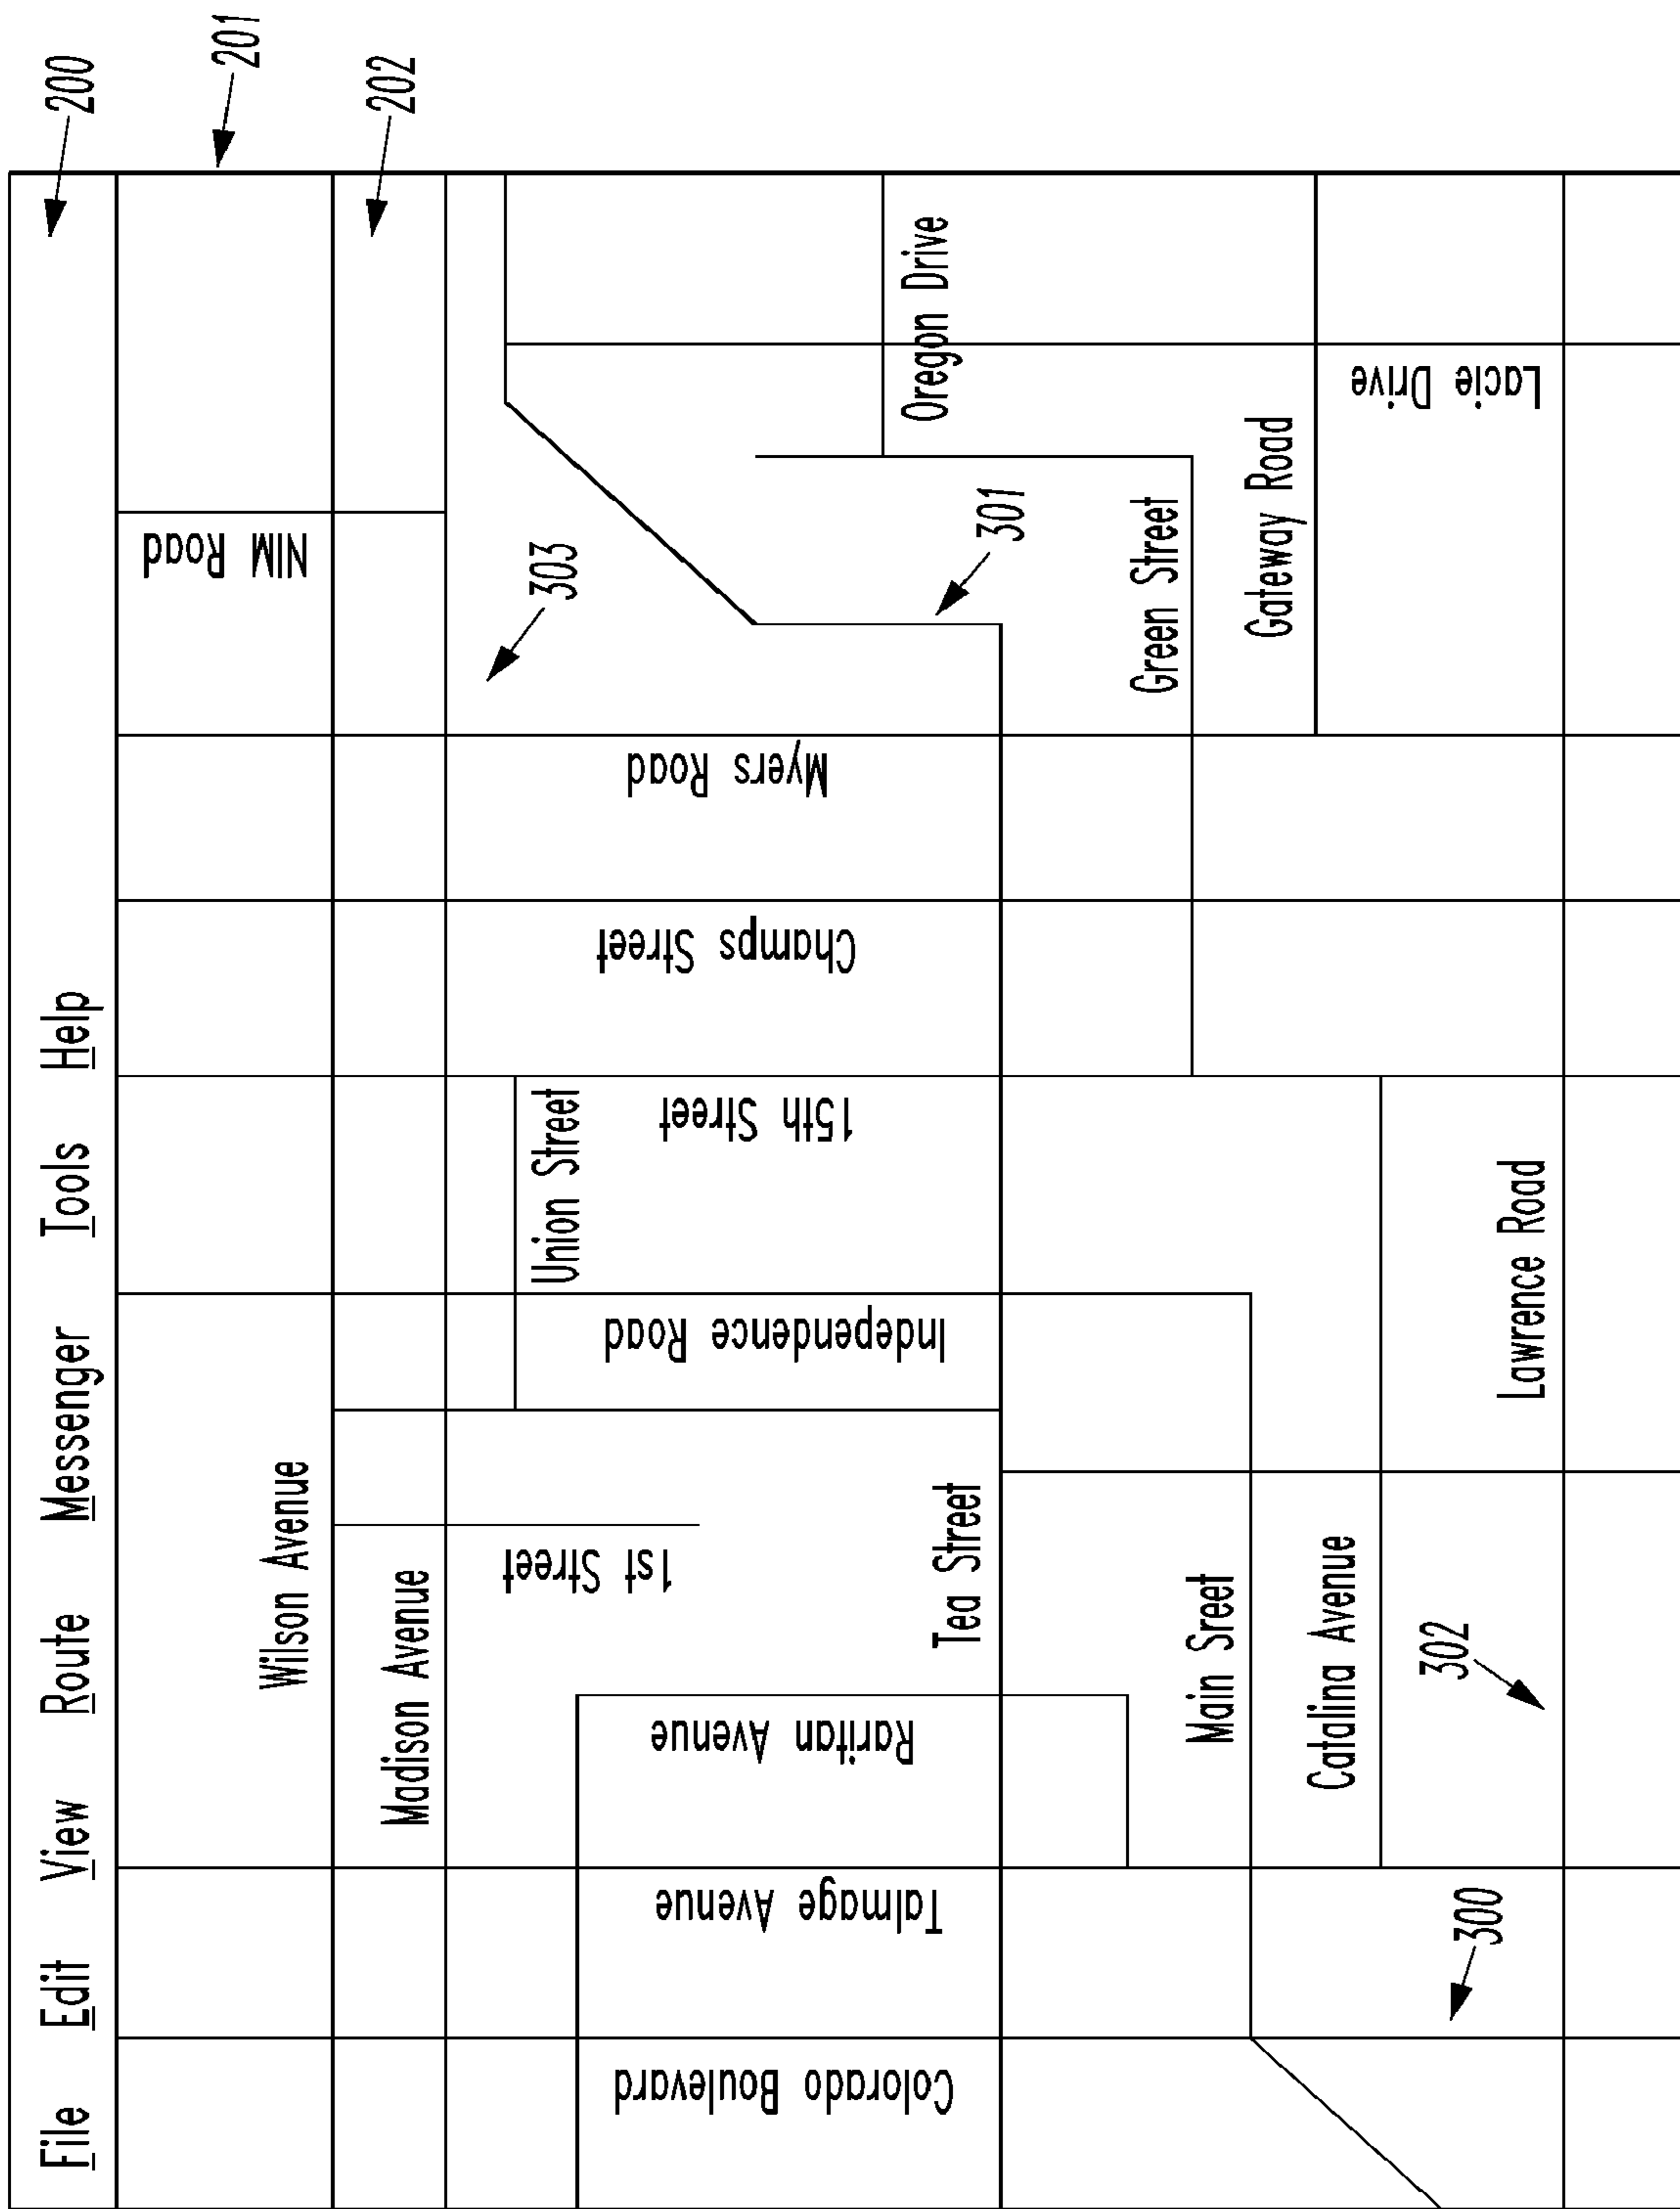 File Edit View Route Messenger Tools Help
200
201
202
NIM Road
Wilson Avenue
Madison Avenue
303
1st Street
Union Street
Colorado Boulevard
Talmage Avenue
Raritan Avenue
Independence Road
15th Street
Champs Street
Myers Road
Oregon Drive
Tea Street
301
Green Street
Main Sreet
Gateway Road
Catalina Avenue
Lacie Drive
300
302
Lawrence Road